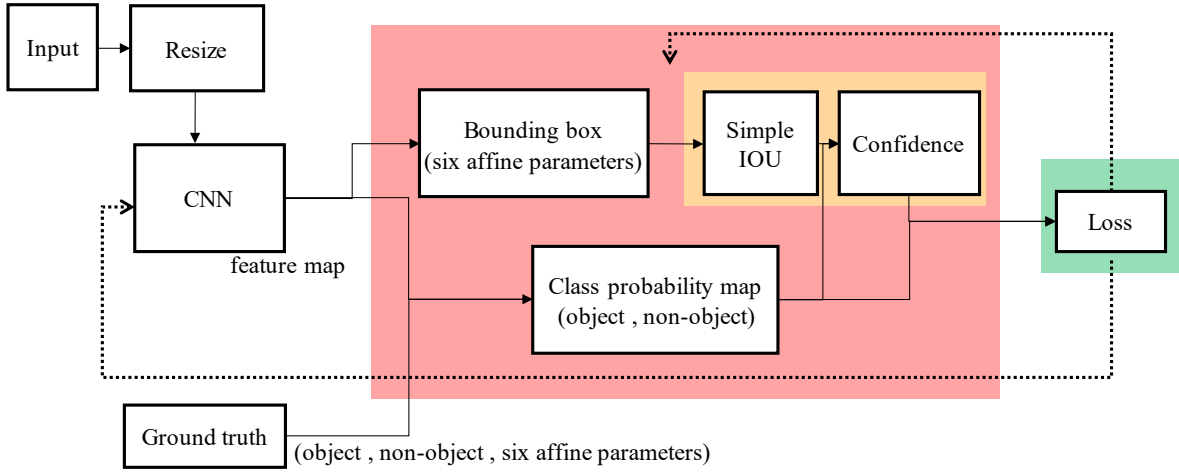 Input
Resize
CNN
feature map
Bounding box
(six affine parameters)
Simple
IOU
Confidence
Class probability map
(object , non-object)
Loss
Ground truth
(object , non-object , six affine parameters)